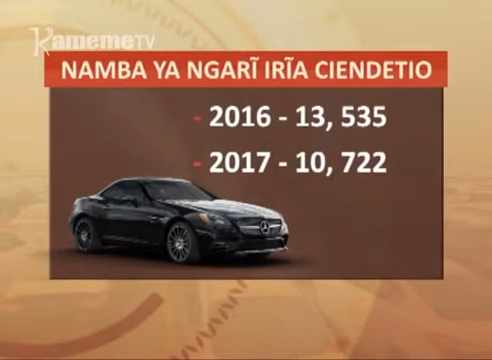 KamemeTV
NAMBA YA NGARĨ IRĨA CIENDETIO
- 2016 - 13, 535
- 2017 - 10, 722